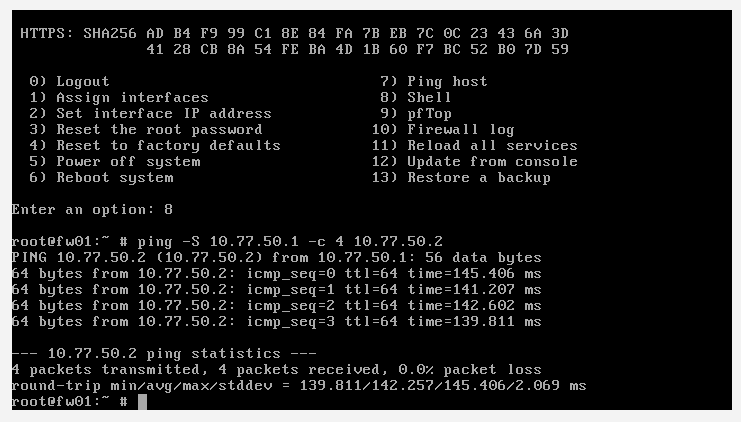 HTTPS: SHA256 AD B4 F9 99 C1 8E 84 FA 7B EB 7C 0C 23 43 6A 3D
41 28 CB 8A 54 FE BA 4D 1B 60 F7 BC 52 B0 7D 59
0) Logout 7) Ping host
1) Assign interfaces 8) Shell
2) Set interface IP address 9) pfTop
3) Reset the root password 10) Firewall log
4) Reset to factory defaults 11) Reload all services
5) Power off system 12) Update from console
6) Reboot system 13) Restore a backup
Enter an option: 8
root@fw01:~ # ping -S 10.77.50.1 -c 4 10.77.50.2
PING 10.77.50.2 (10.77.50.2) from 10.77.50.1: 56 data bytes
64 bytes from 10.77.50.2: icmp_seq=0 ttl=64 time=145.406 ms
64 bytes from 10.77.50.2: icmp_seq=1 ttl=64 time=141.207 ms
64 bytes from 10.77.50.2: icmp_seq=2 ttl=64 time=142.602 ms
64 bytes from 10.77.50.2: icmp_seq=3 ttl=64 time=139.811 ms
--- 10.77.50.2 ping statistics ---
4 packets transmitted, 4 packets received, 0.0% packet loss
round-trip min/avg/max/stddev = 139.811/142.257/145.406/2.069 ms
root@fw01:~ #